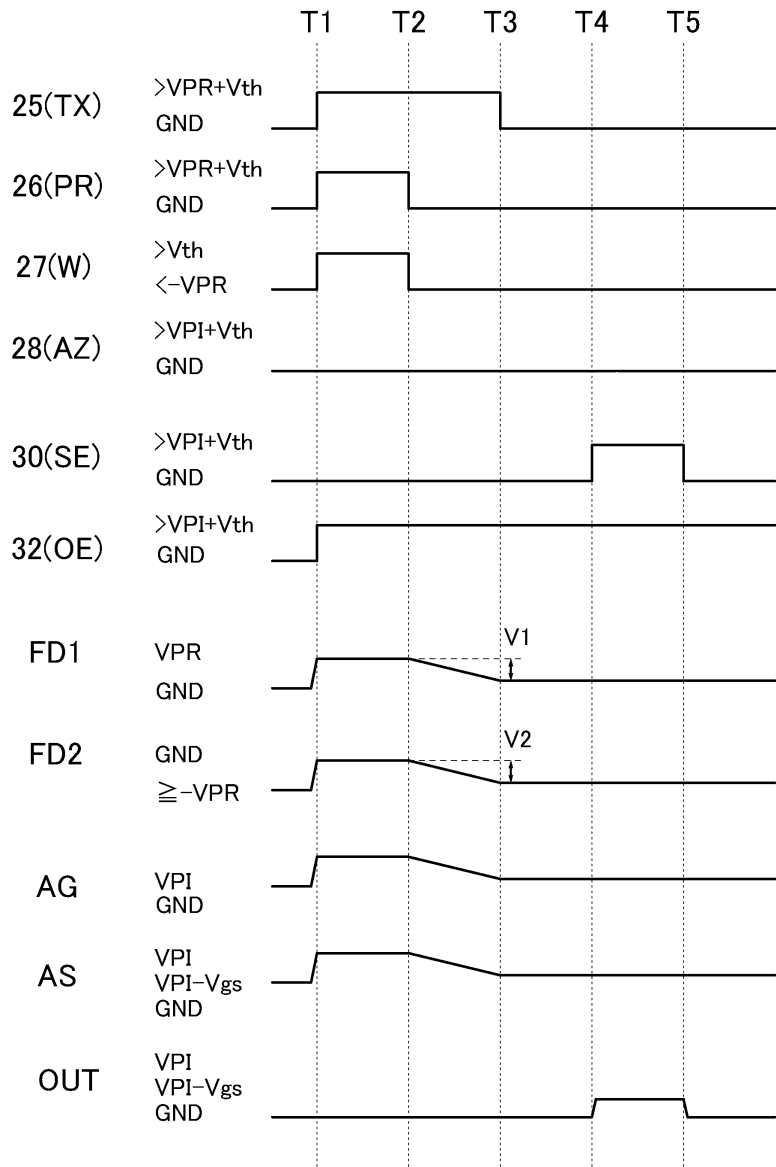 T1 T2 T3 T4 T5
25(TX) >VPR+Vth
GND
26(PR) >VPR+Vth
GND
27(W) >Vth
<-VPR
28(AZ) >VPI+Vth
GND
30(SE) >VPI+Vth
GND
32(OE) >VPI+Vth
GND
V1
FD1 VPR
GND
V2
FD2 GND
≧-VPR
AG VPI
GND
AS VPI
VPI-Vgs
GND
OUT VPI
VPI-Vgs
GND